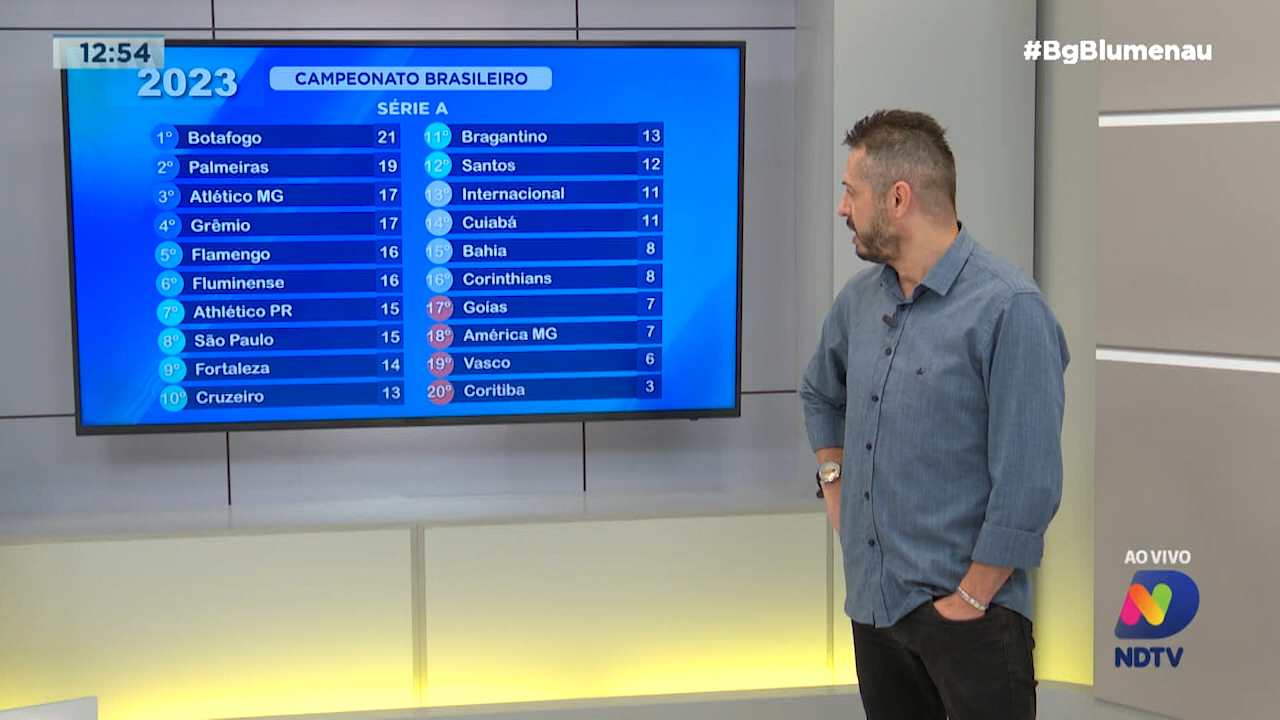 12:54
#BgBlumenau
2023 CAMPEONATO BRASILEIRO
SÉRIE A
1º Botafogo 21
2º Palmeiras 19
3º Atlético MG 17
4º Grêmio 17
5º Flamengo 16
6º Fluminense 16
7º Athlético PR 15
8º São Paulo 15
9º Fortaleza 14
10º Cruzeiro 13
11º Bragantino 13
12º Santos 12
13º Internacional 11
14º Cuiabá 11
15º Bahia 8
16º Corinthians 8
17º Goías 7
18º América MG 7
19º Vasco 6
20º Coritiba 3
AO VIVO
NDTV